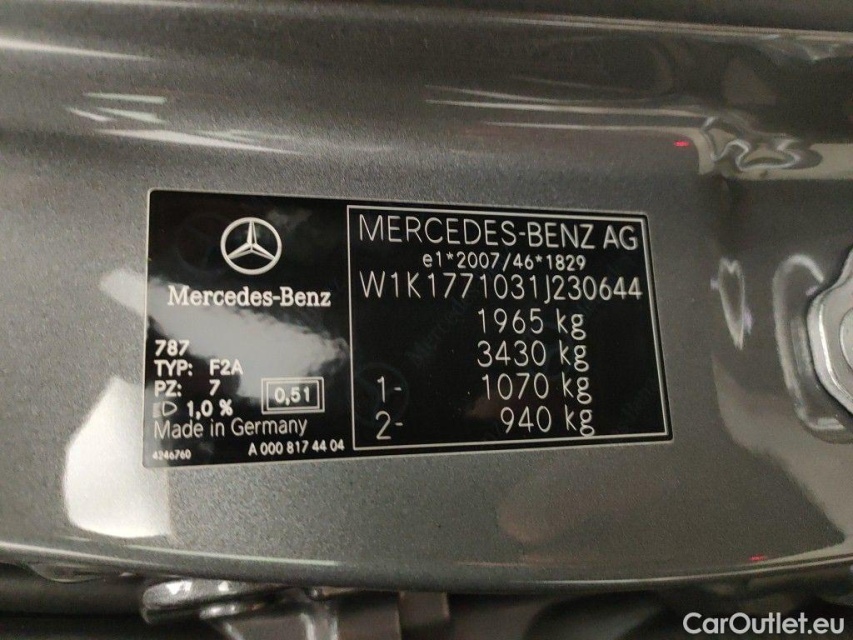 Mercedes-Benz
787
TYP: F2A
PZ: 7
0,51
1,0 %
Made in Germany
4246760
A 000 817 44 04
MERCEDES-BENZ AG
e1*2007/46*1829
W1K1771031J230644
1965 kg
3430 kg
1- 1070 kg
2- 940 kg
CarOutlet.eu